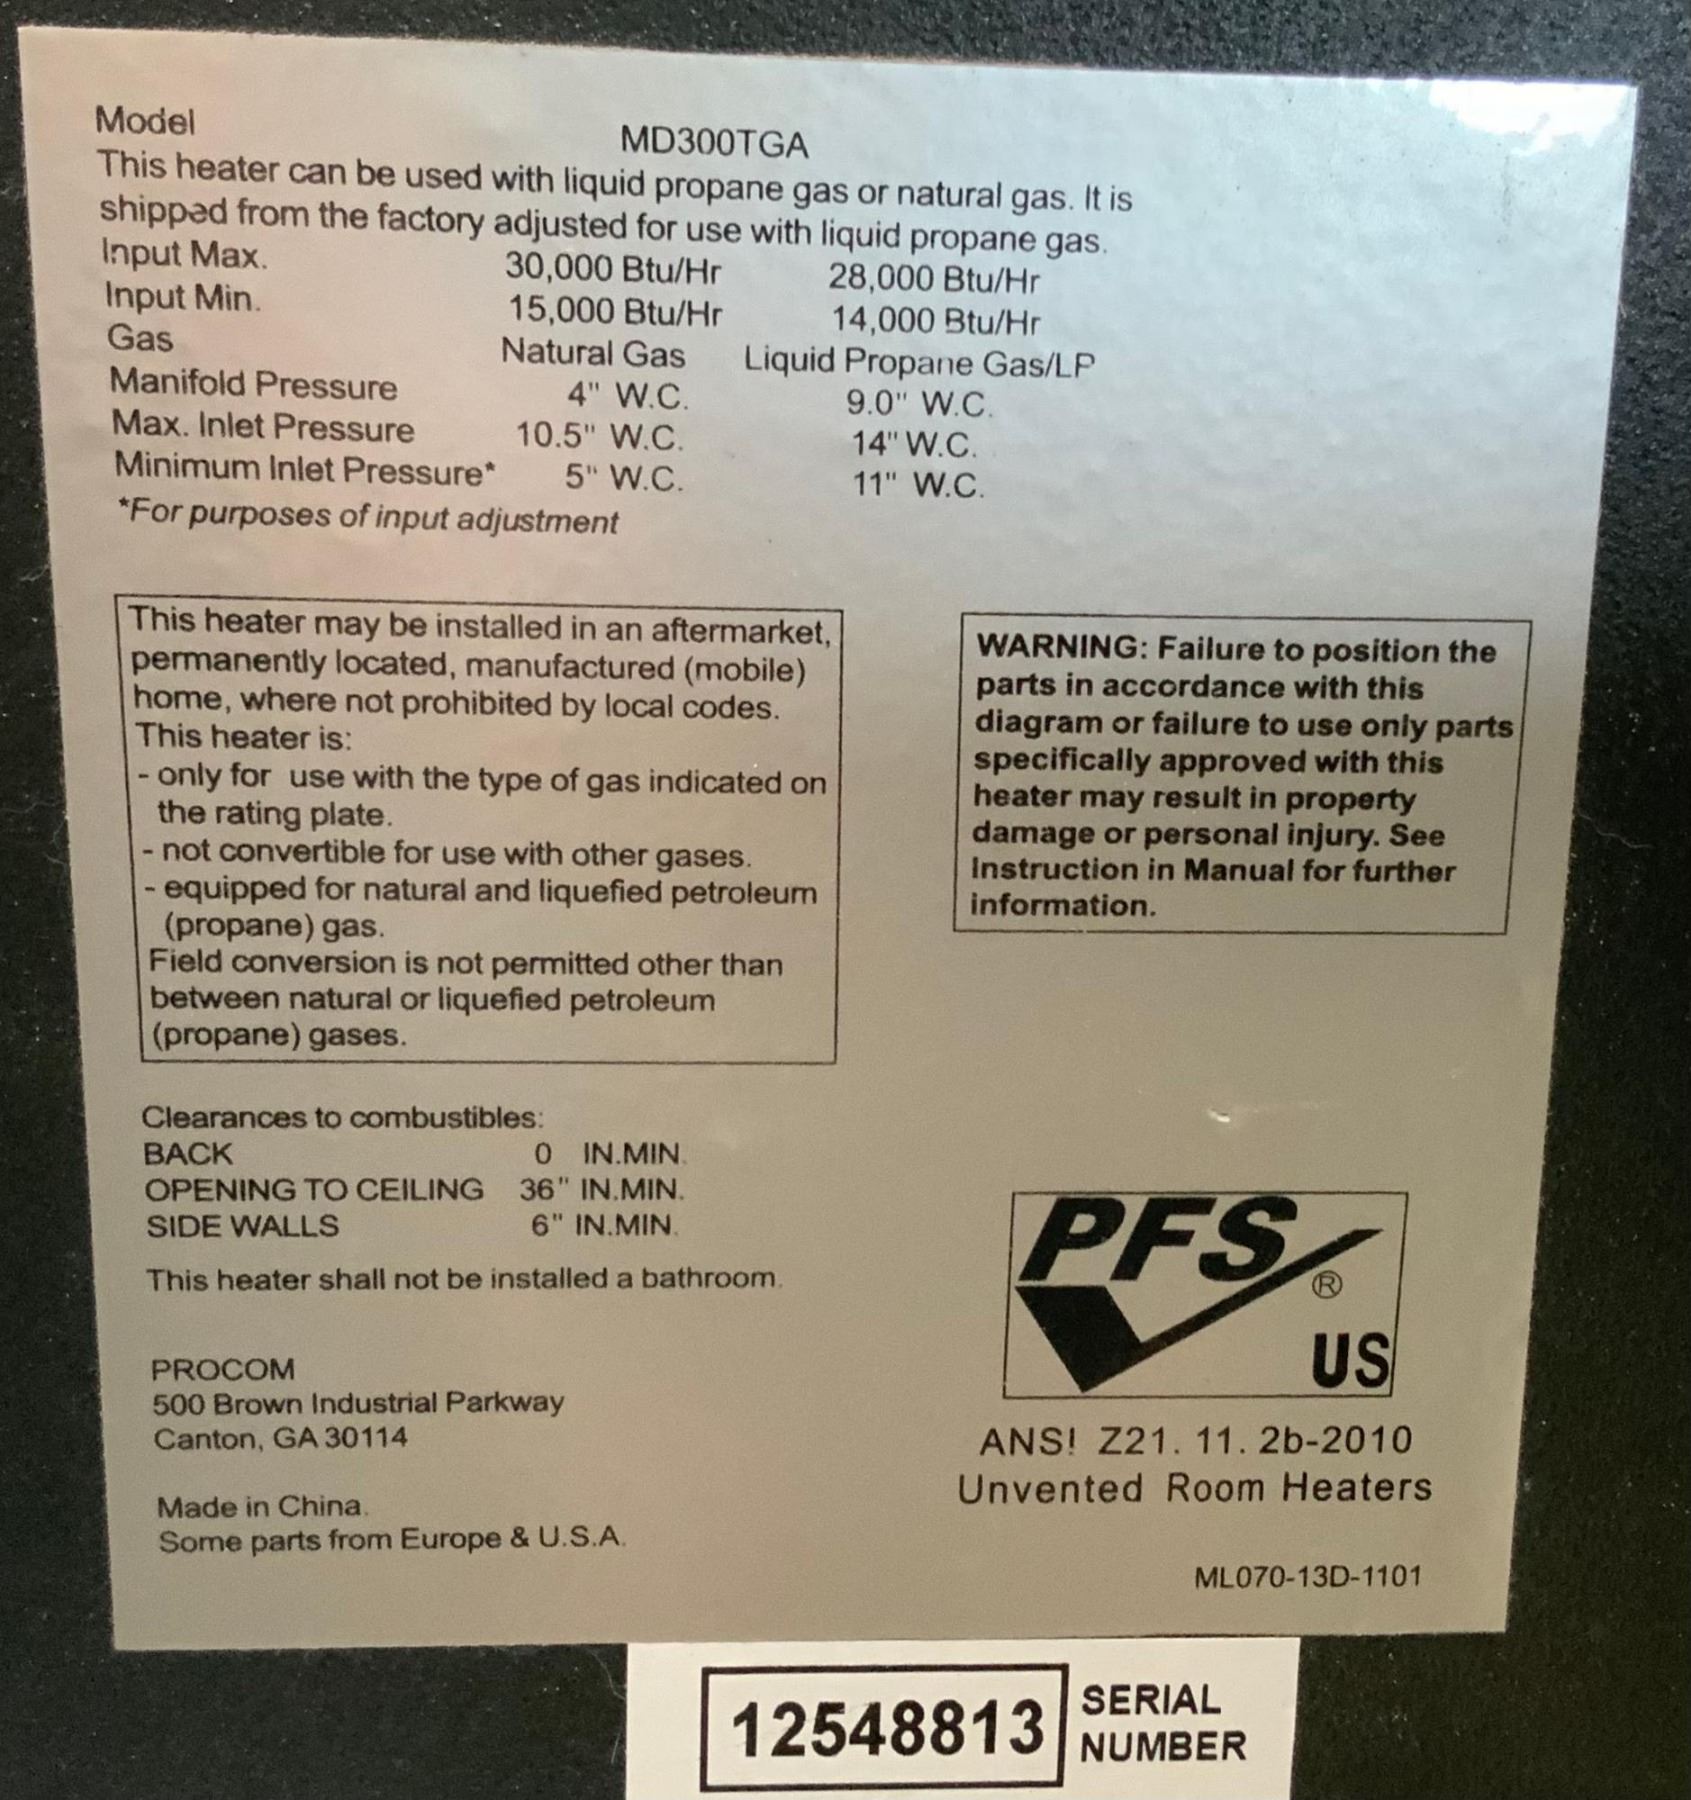 Model MD300TGA
This heater can be used with liquid propane gas or natural gas. It is
shipped from the factory adjusted for use with liquid propane gas.
Input Max. 30,000 Btu/Hr 28,000 Btu/Hr
Input Min. 15,000 Btu/Hr 14,000 Btu/Hr
Gas Natural Gas Liquid Propane Gas/LP
Manifold Pressure 4" W.C. 9.0" W.C.
Max. Inlet Pressure 10.5" W.C. 14" W.C.
Minimum Inlet Pressure* 5" W.C. 11" W.C.
*For purposes of input adjustment
This heater may be installed in an aftermarket,
permanently located, manufactured (mobile)
home, where not prohibited by local codes.
This heater is:
- only for use with the type of gas indicated on
the rating plate.
- not convertible for use with other gases.
- equipped for natural and liquefied petroleum
(propane) gas.
Field conversion is not permitted other than
between natural or liquefied petroleum
(propane) gases.
WARNING: Failure to position the
parts in accordance with this
diagram or failure to use only parts
specifically approved with this
heater may result in property
damage or personal injury. See
Instruction in Manual for further
information.
Clearances to combustibles:
BACK 0 IN.MIN.
OPENING TO CEILING 36" IN.MIN.
SIDE WALLS 6" IN.MIN.
This heater shall not be installed a bathroom.
PROCOM
500 Brown Industrial Parkway
Canton, GA 30114
Made in China.
Some parts from Europe & U.S.A.
PFS
®
US
ANS! Z21. 11. 2b-2010
Unvented Room Heaters
ML070-13D-1101
12548813
SERIAL
NUMBER